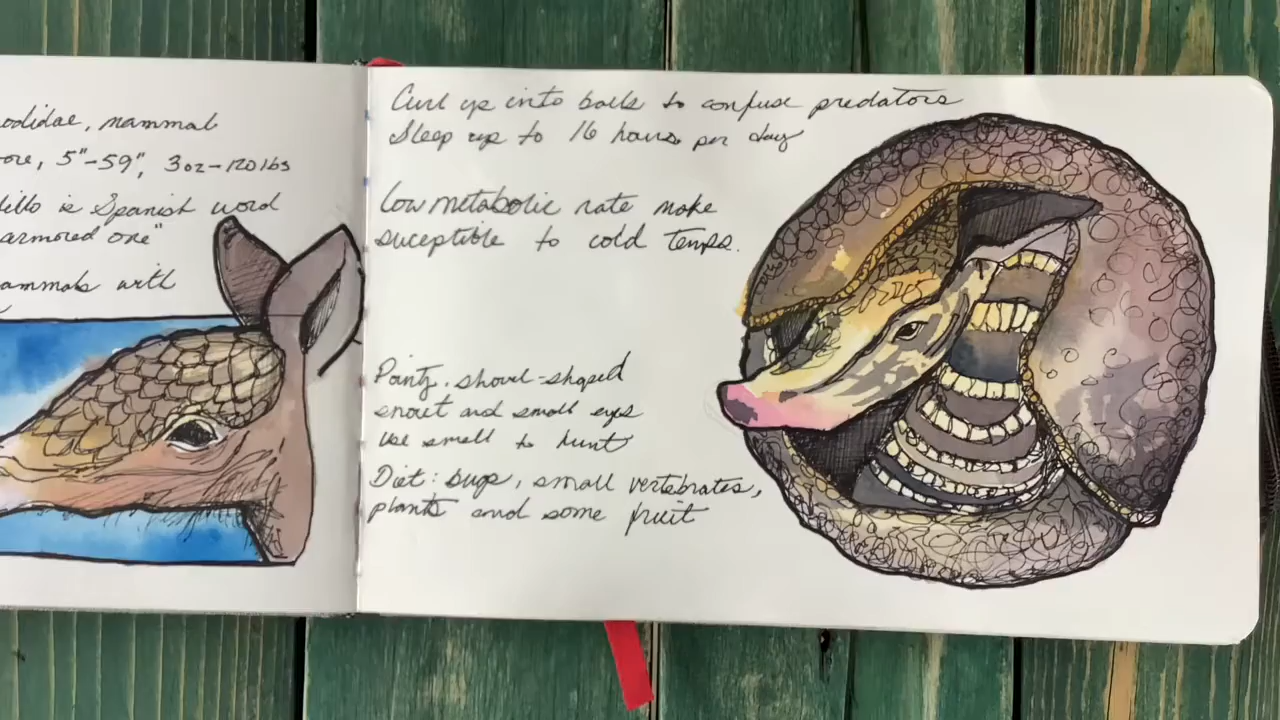 odidae, mammal
ore, 5"-59", 3oz-120lbs
dillo is Spanish word
armored one"
ammals with
Curl up into balls to confuse predators
Sleep up to 16 hours per day
Low metabolic rate make
suceptible to cold temps.
Pointy, shovel-shaped
snout and small eyes
Use smell to hunt
Diet: bugs, small vertebrates,
plants and some fruit